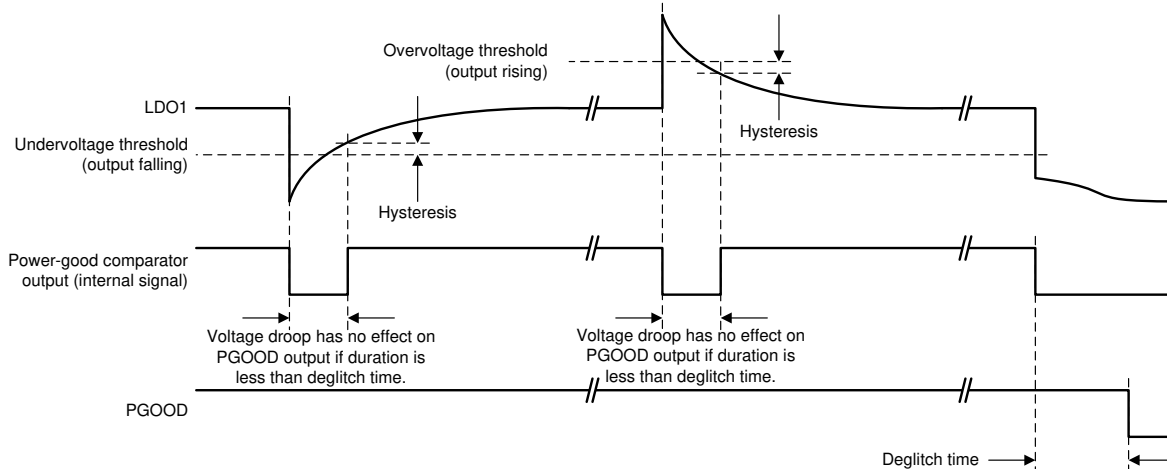 Overvoltage threshold
(output rising)
LDO1
Hysteresis
Undervoltage threshold
(output falling)
Hysteresis
Power-good comparator
output (internal signal)
Voltage droop has no effect on
PGOOD output if duration is
less than deglitch time.
Voltage droop has no effect on
PGOOD output if duration is
less than deglitch time.
PGOOD
Deglitch time